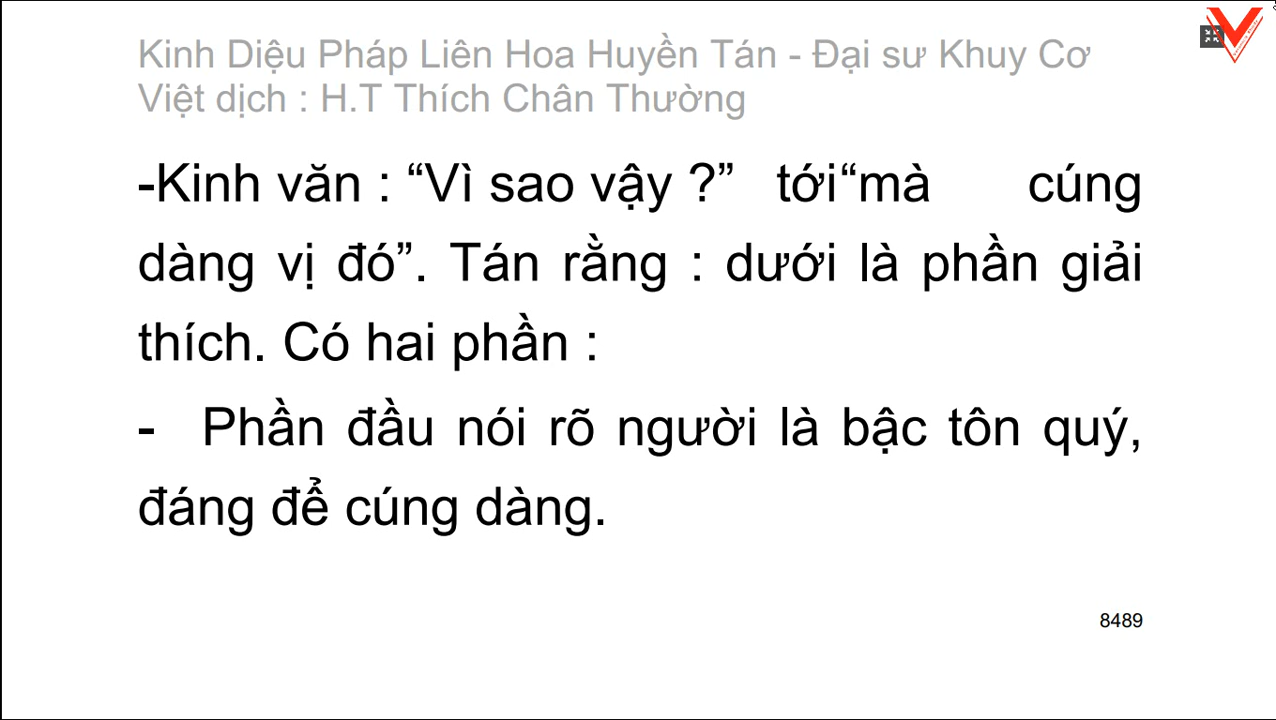 Kinh Diệu Pháp Liên Hoa Huyền Tán - Đại sư Khuy Cơ
Việt dịch : H.T Thích Chân Thường
-Kinh văn : “Vì sao vậy ?” tới“mà cúng
dàng vị đó”. Tán rằng : dưới là phần giải
thích. Có hai phần :
- Phần đầu nói rõ người là bậc tôn quý,
đáng để cúng dàng.
8489